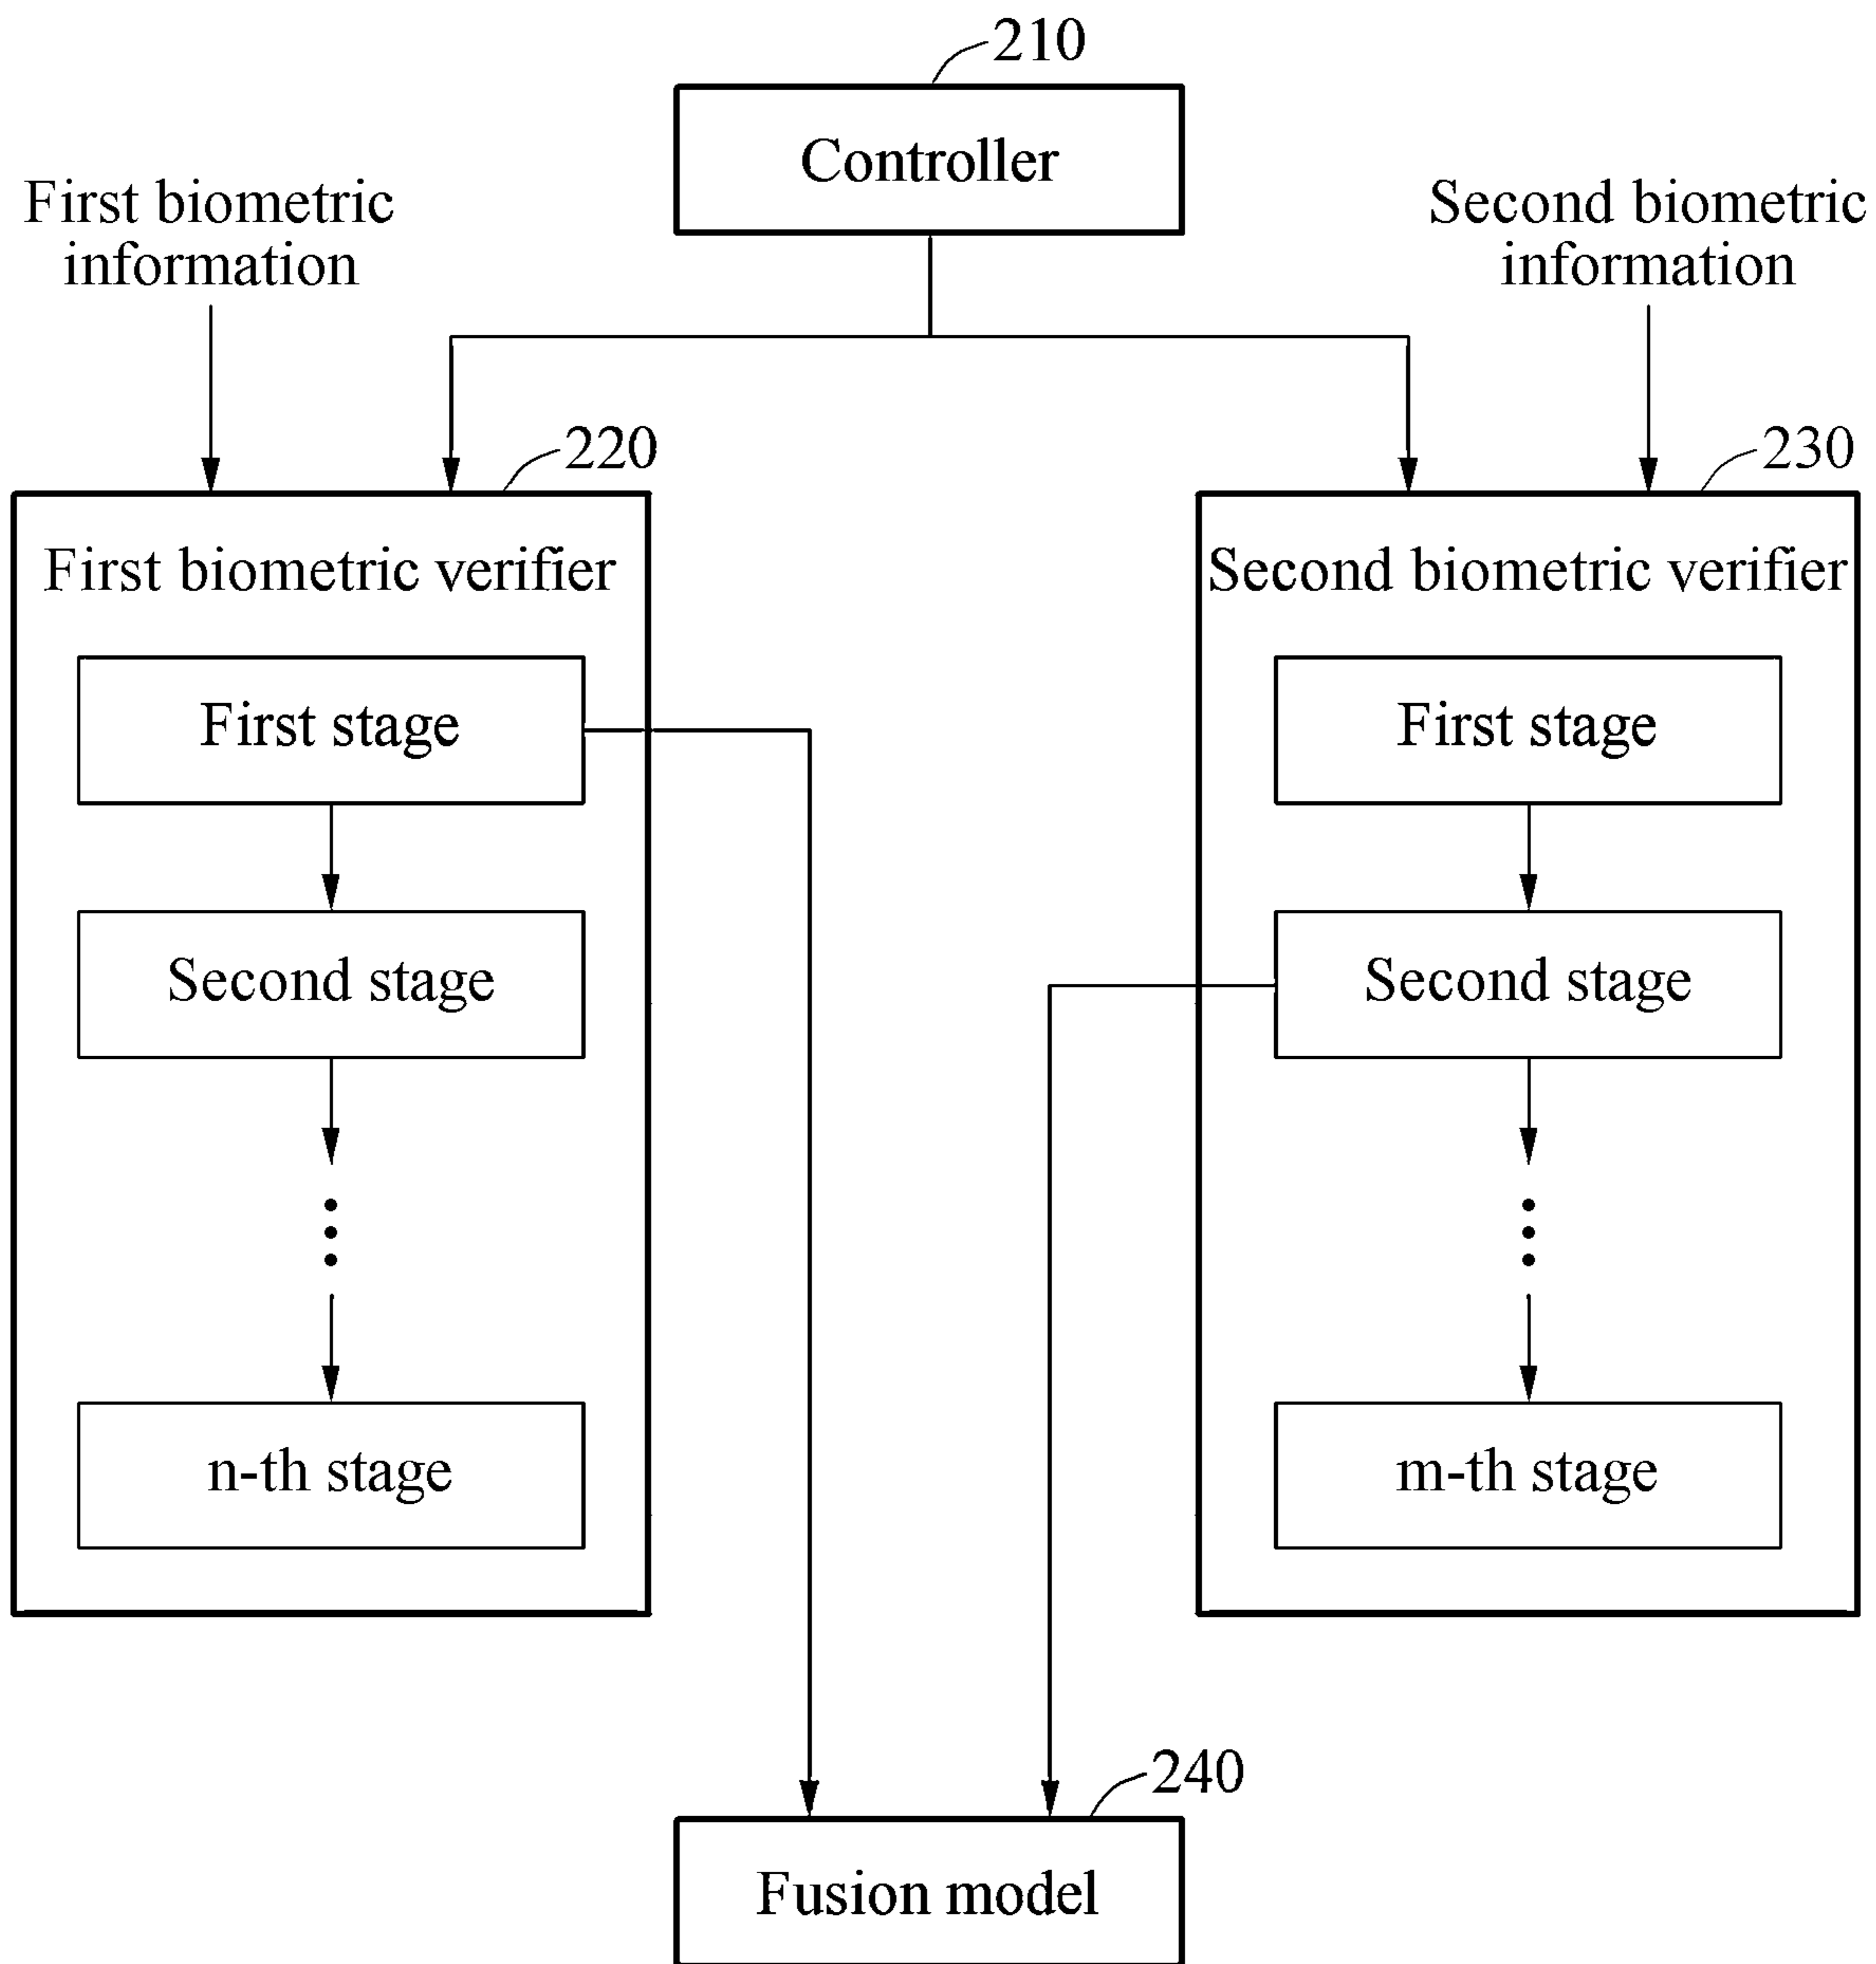 210
Controller
First biometric
information
Second biometric
information
220
230
First biometric verifier
Second biometric verifier
First stage
First stage
Second stage
Second stage
n-th stage
m-th stage
240
Fusion model